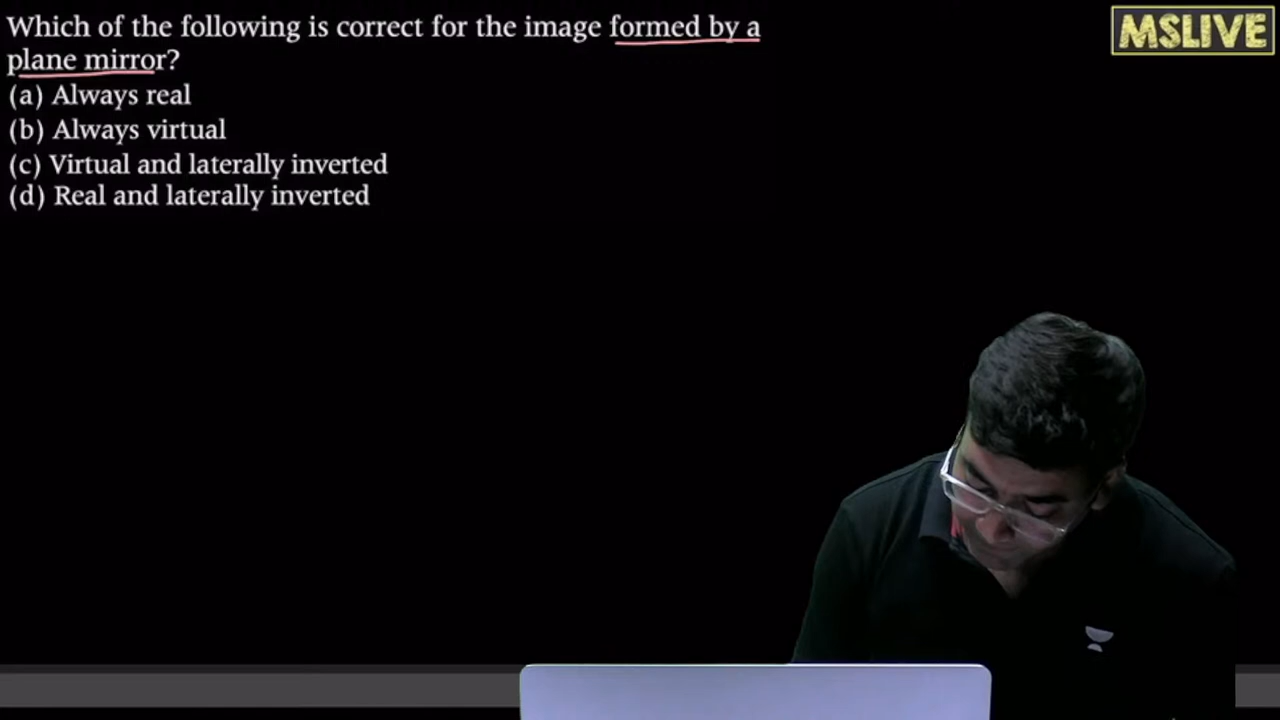 Which of the following is correct for the image formed by a
plane mirror?
(a) Always real
(b) Always virtual
(c) Virtual and laterally inverted
(d) Real and laterally inverted
MSLIVE